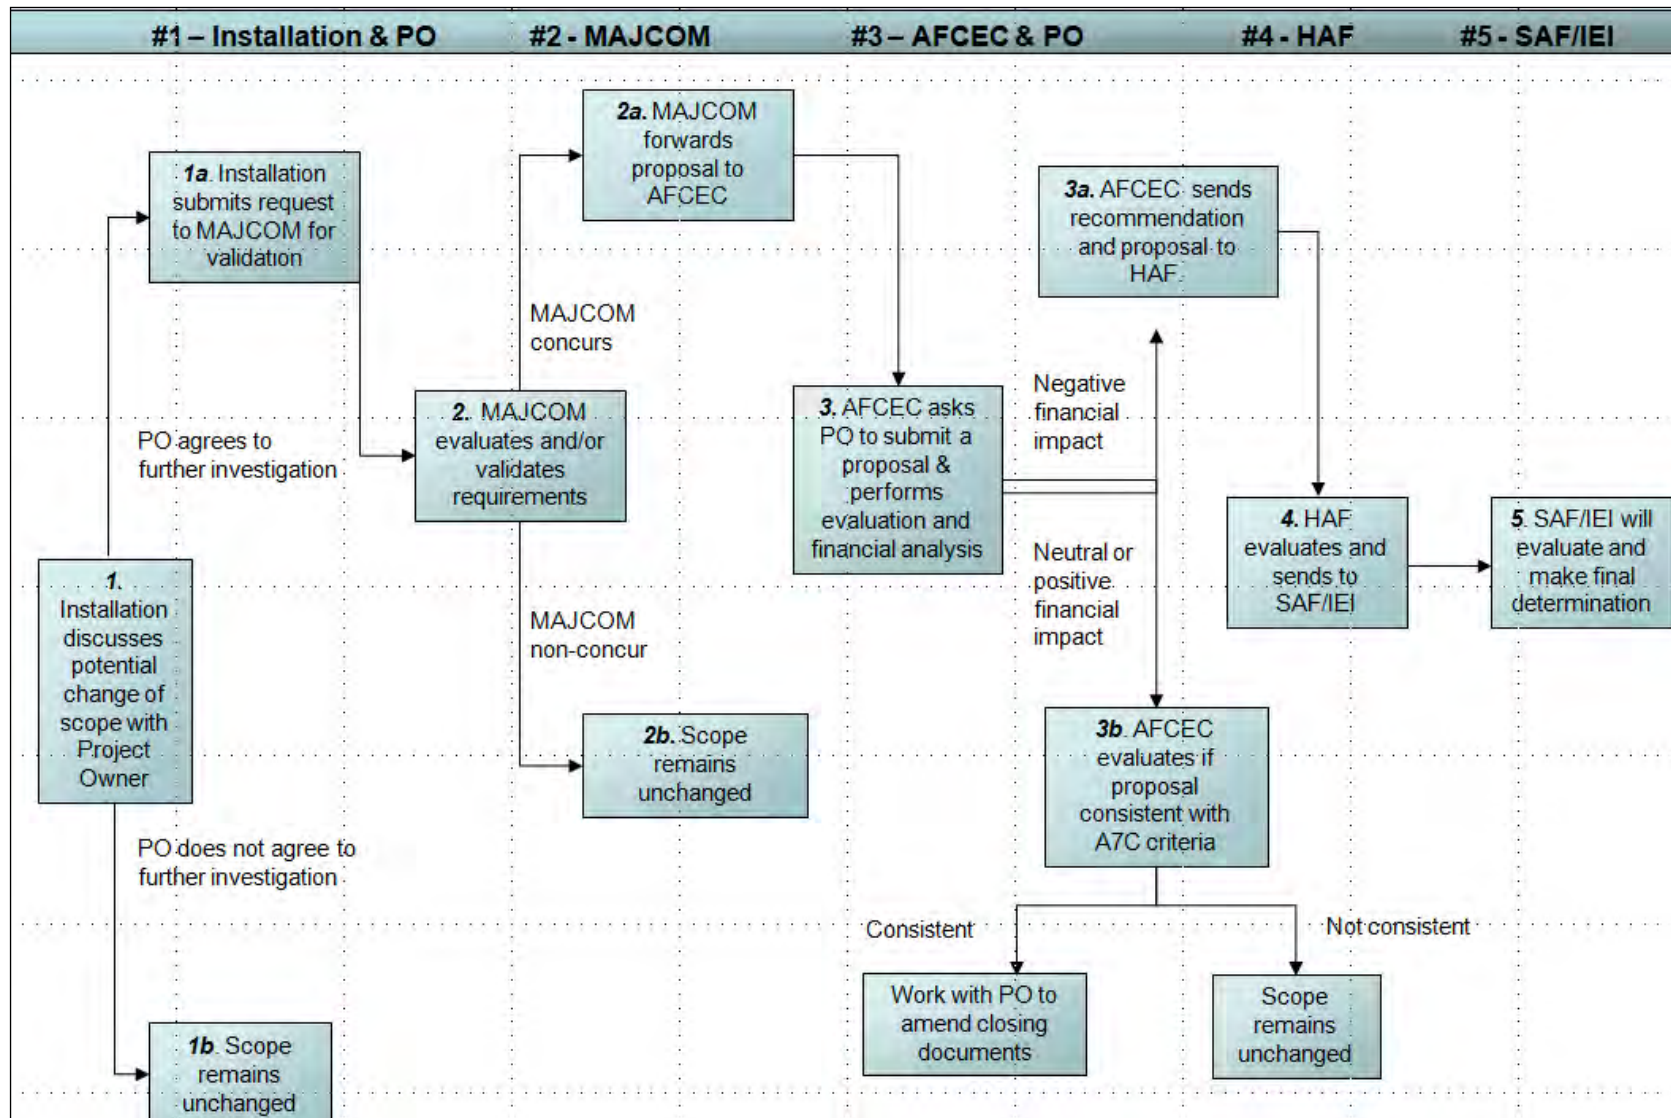 #1 – Installation & PO
#2 - MAJCOM
#3 – AFCEC & PO
#4 - HAF
#5 - SAF/IEI
1.
Installation
discusses
potential
change of
scope with
Project
Owner
PO agrees to
further investigation
PO does not agree to
further investigation
1a. Installation
submits request
to MAJCOM for
validation
1b. Scope
remains
unchanged
2. MAJCOM
evaluates and/or
validates
requirements
MAJCOM
concurs
MAJCOM
non-concur
2a. MAJCOM
forwards
proposal to
AFCEC
2b. Scope
remains
unchanged
3. AFCEC asks
PO to submit a
proposal &
performs
evaluation and
financial analysis
Negative
financial
impact
Neutral or
positive
financial
impact
3a. AFCEC sends
recommendation
and proposal to
HAF.
3b. AFCEC
evaluates if
proposal
consistent with
A7C criteria
Consistent
Not consistent
Work with PO to
amend closing
documents
Scope
remains
unchanged
4. HAF
evaluates and
sends to
SAF/IEI
5. SAF/IEI will
evaluate and
make final
determination